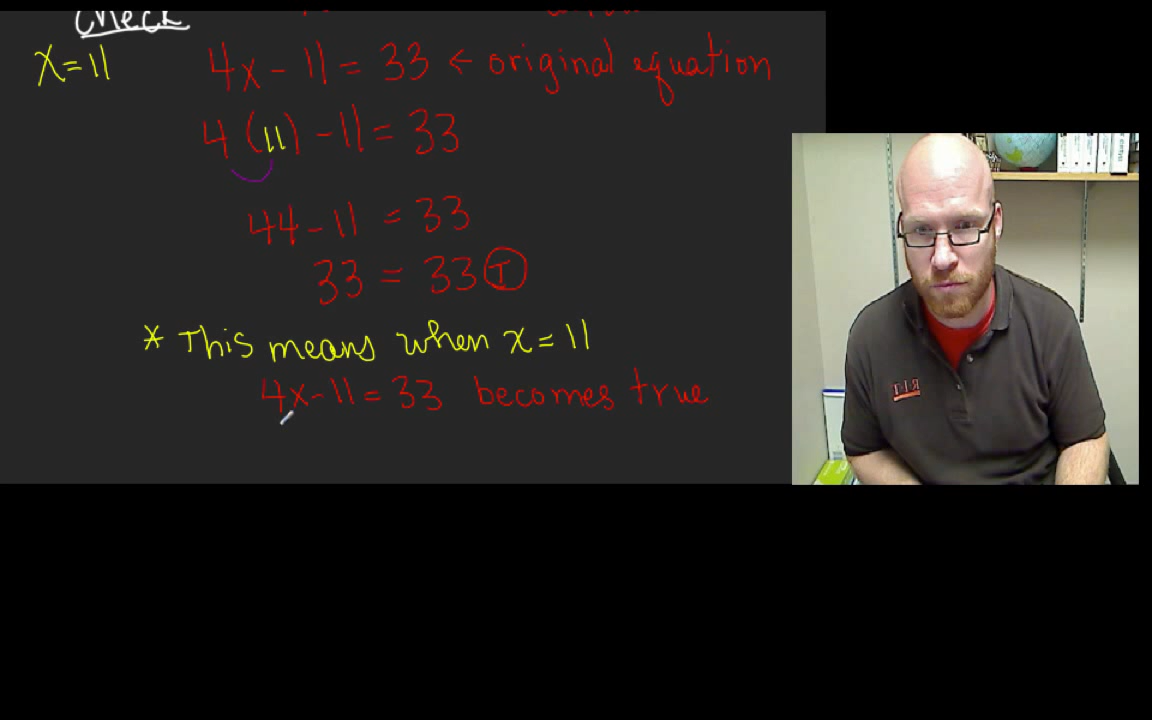 Check
x=11
4x-11=33 ← original equation
4(11)-11=33
44-11=33
33=33 T
* This means when x=11
4x-11=33 becomes true
RIT